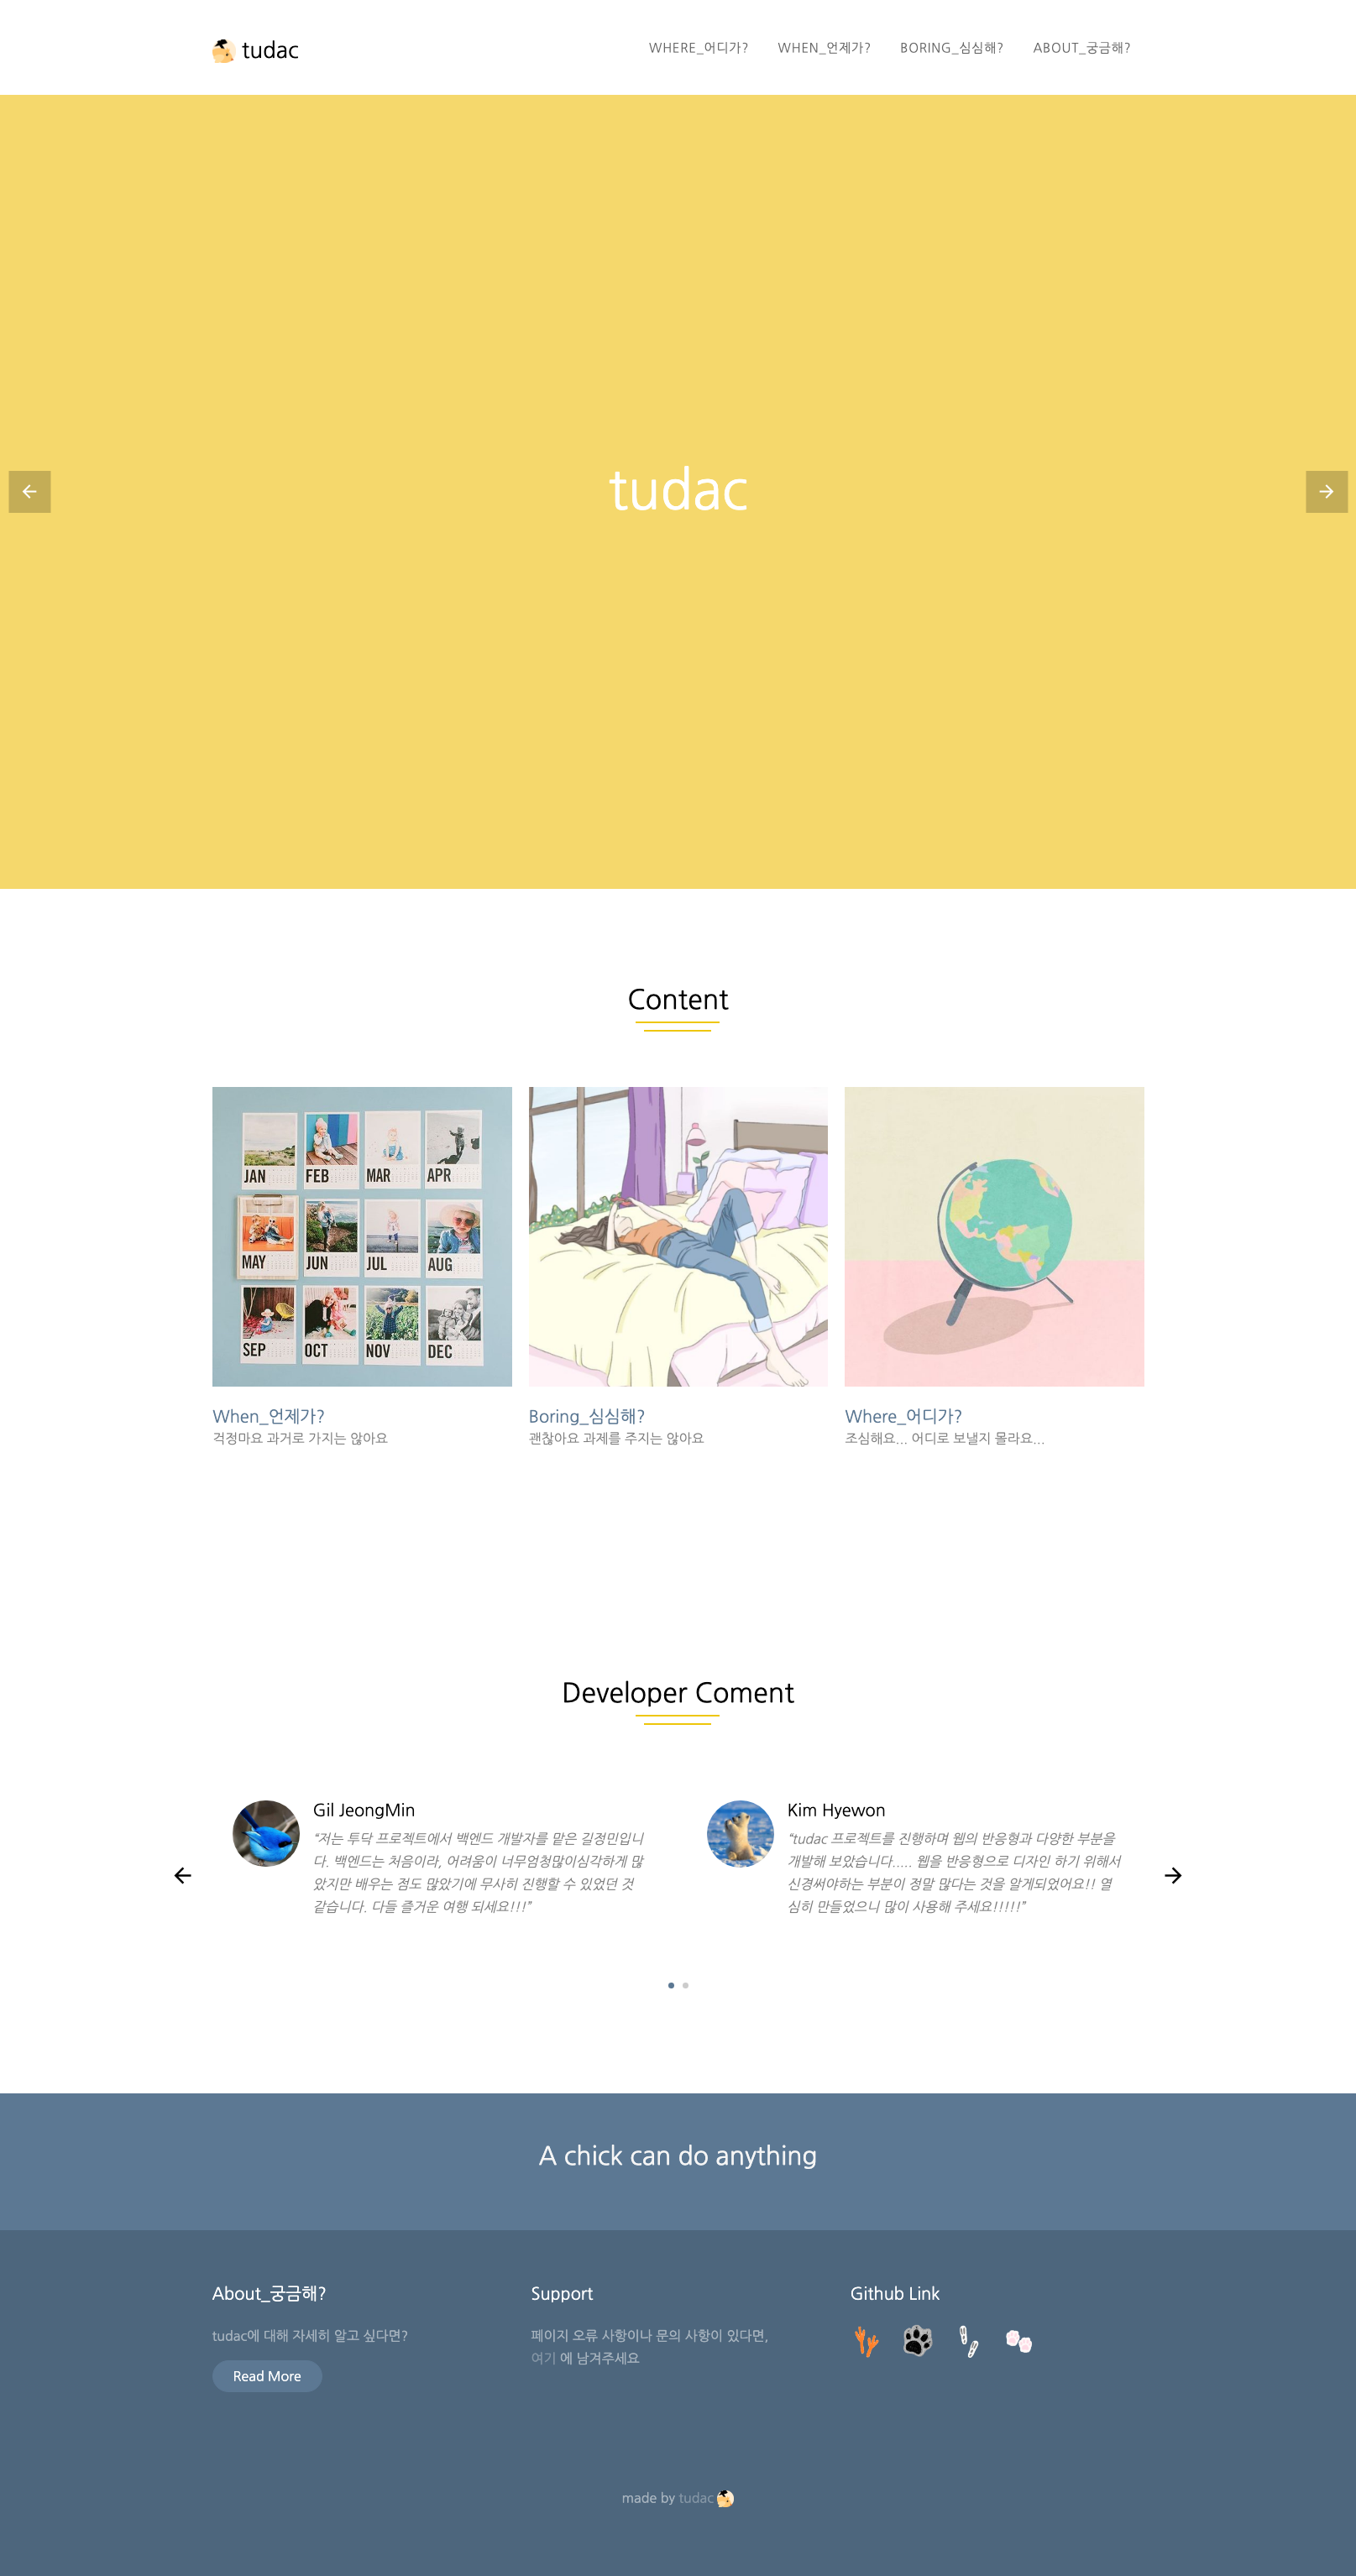 tudac
WHERE_어디가?
WHEN_언제가?
BORING_심심해?
ABOUT_궁금해?
tudac
Content
JAN
FEB
MAR
APR
MAY
JUN
JUL
AUG
SEP
OCT
NOV
DEC
When_언제가?
걱정마요 과거로 가지는 않아요
Boring_심심해?
괜찮아요 과제를 주지는 않아요
Where_어디가?
조심해요... 어디로 보낼지 몰라요...
Developer Coment
Gil JeongMin
“저는 투닥 프로젝트에서 백엔드 개발자를 맡은 길정민입니
다. 백엔드는 처음이라, 어려움이 너무엄청많이심각하게 많
았지만 배우는 점도 많았기에 무사히 진행할 수 있었던 것
같습니다. 다들 즐거운 여행 되세요!!!”
Kim Hyewon
“tudac 프로젝트를 진행하며 웹의 반응형과 다양한 부분을
개발해 보았습니다..... 웹을 반응형으로 디자인 하기 위해서
신경써야하는 부분이 정말 많다는 것을 알게되었어요!! 열
심히 만들었으니 많이 사용해 주세요!!!!!”
A chick can do anything
About_궁금해?
tudac에 대해 자세히 알고 싶다면?
Read More
Support
페이지 오류 사항이나 문의 사항이 있다면,
여기 에 남겨주세요
Github Link
made by tudac